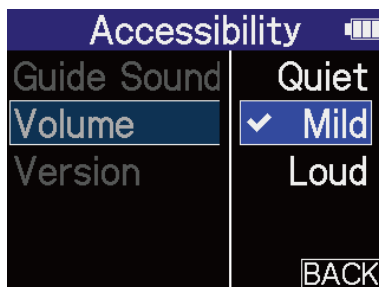 Accessibility
Guide Sound
Quiet
Volume
Mild
Version
Loud
BACK